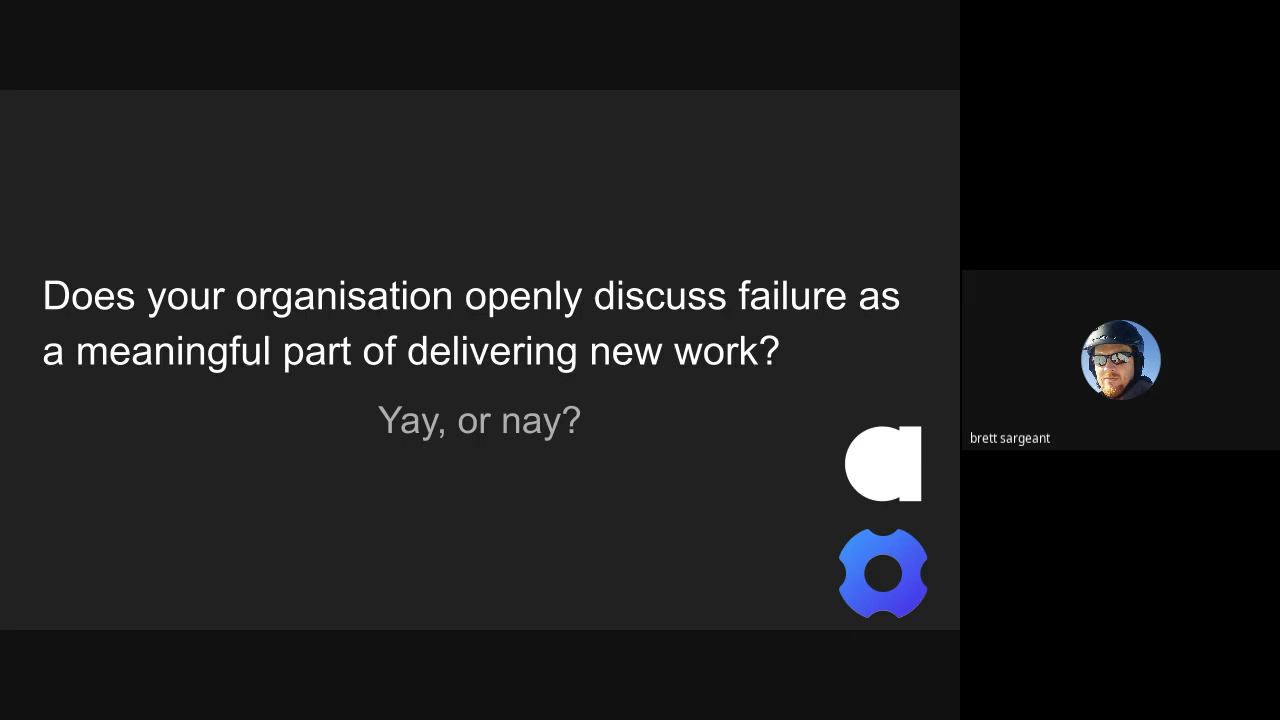 Does your organisation openly discuss failure as
a meaningful part of delivering new work?
Yay, or nay?
brett sargeant